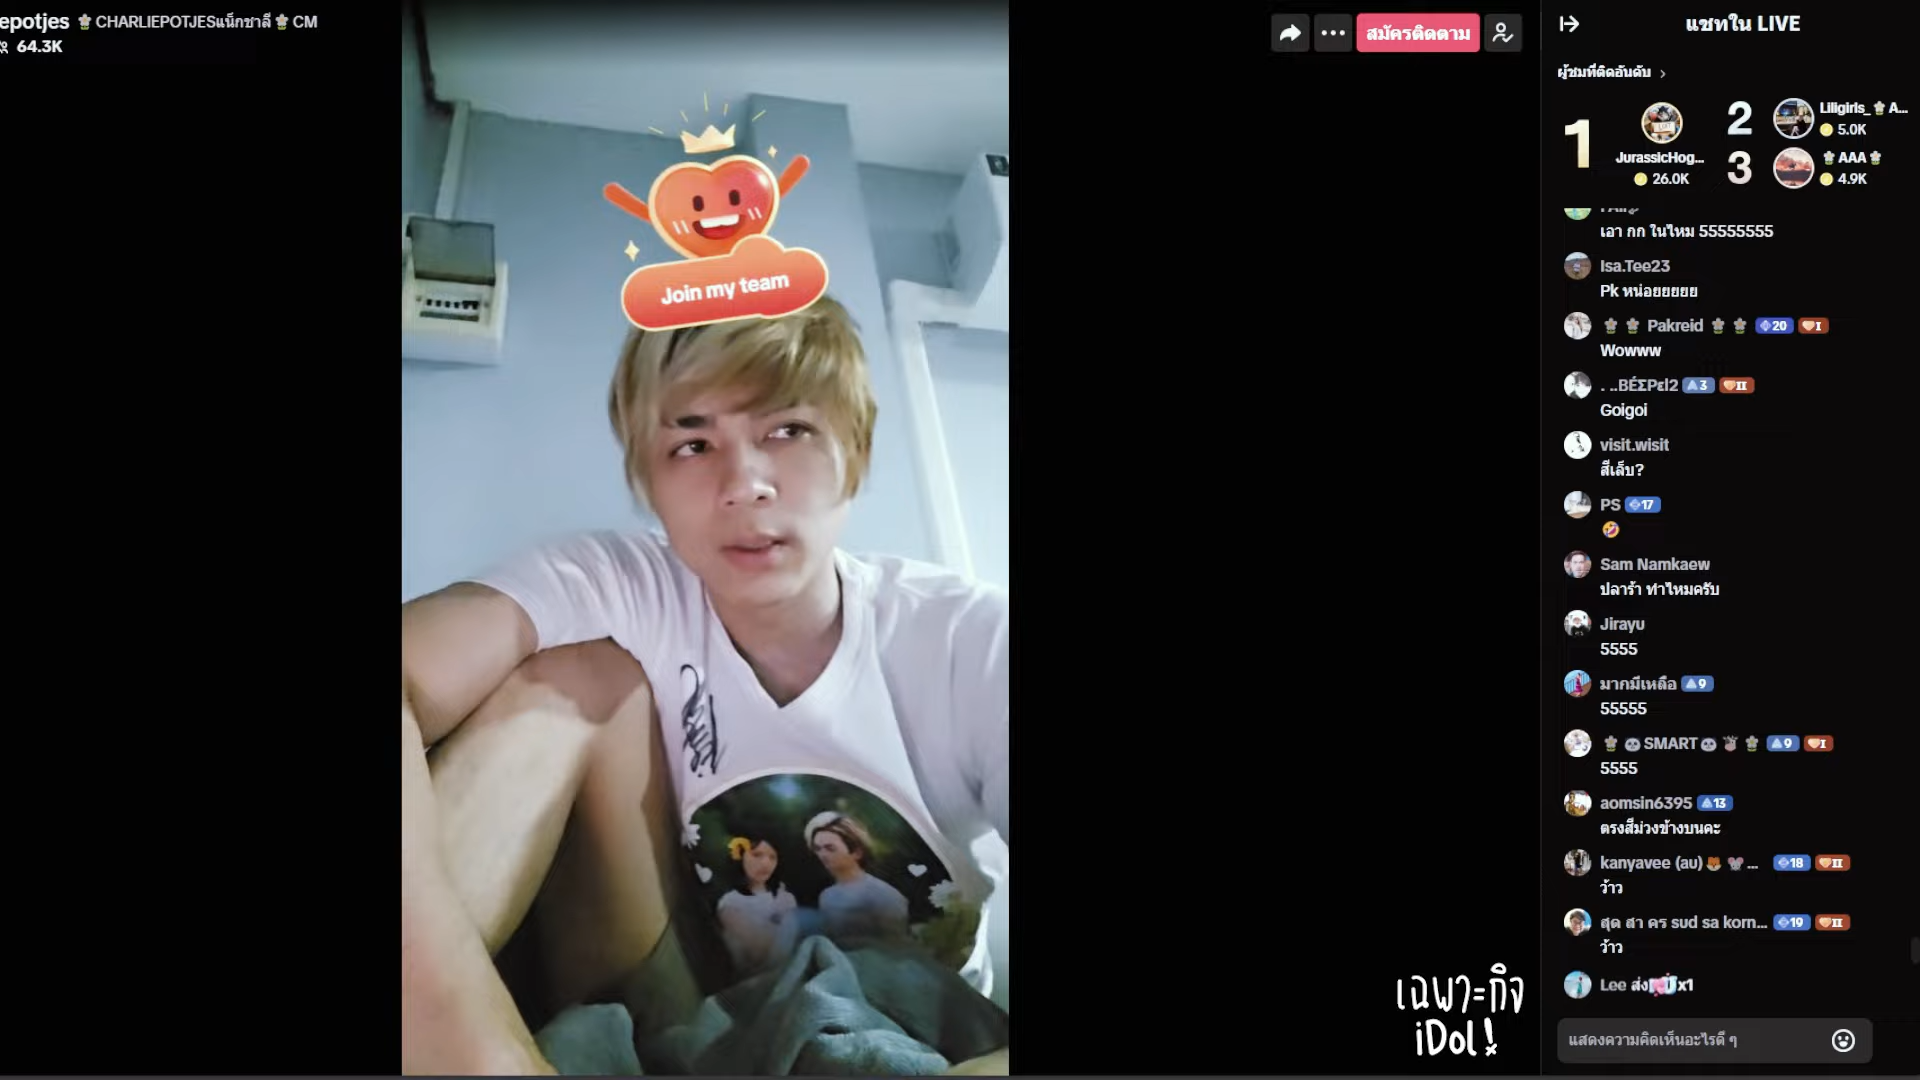 epotjes CHARLIEPOTJESแน็กชาลี CM
64.3K
สมัครติดตาม
แชทใน LIVE
ผู้ชมที่ติดอันดับ
1
JurassicHog...
26.0K
2
Liligirls_ A...
5.0K
3
AAA
4.9K
เอา กก ในไหม 55555555
Isa.Tee23
Pk หน่อยยยยย
Pakreid 20 I
Wowww
. ..BÉΣPεl2 3 II
Goigoi
visit.wisit
สีเล็บ?
PS 17
Sam Namkaew
ปลาร้า ทำไหมครับ
Jirayu
5555
มากมีเหลือ 9
55555
SMART 9 I
5555
aomsin6395 13
ตรงสีม่วงข้างบนคะ
kanyavee (au) ... 18 II
ว้าว
สุด สา คร sud sa korn... 19 II
ว้าว
Lee ส่ง x1
แสดงความคิดเห็นอะไรดี ๆ
Join my team
เฉพาะกิจ
iDol!